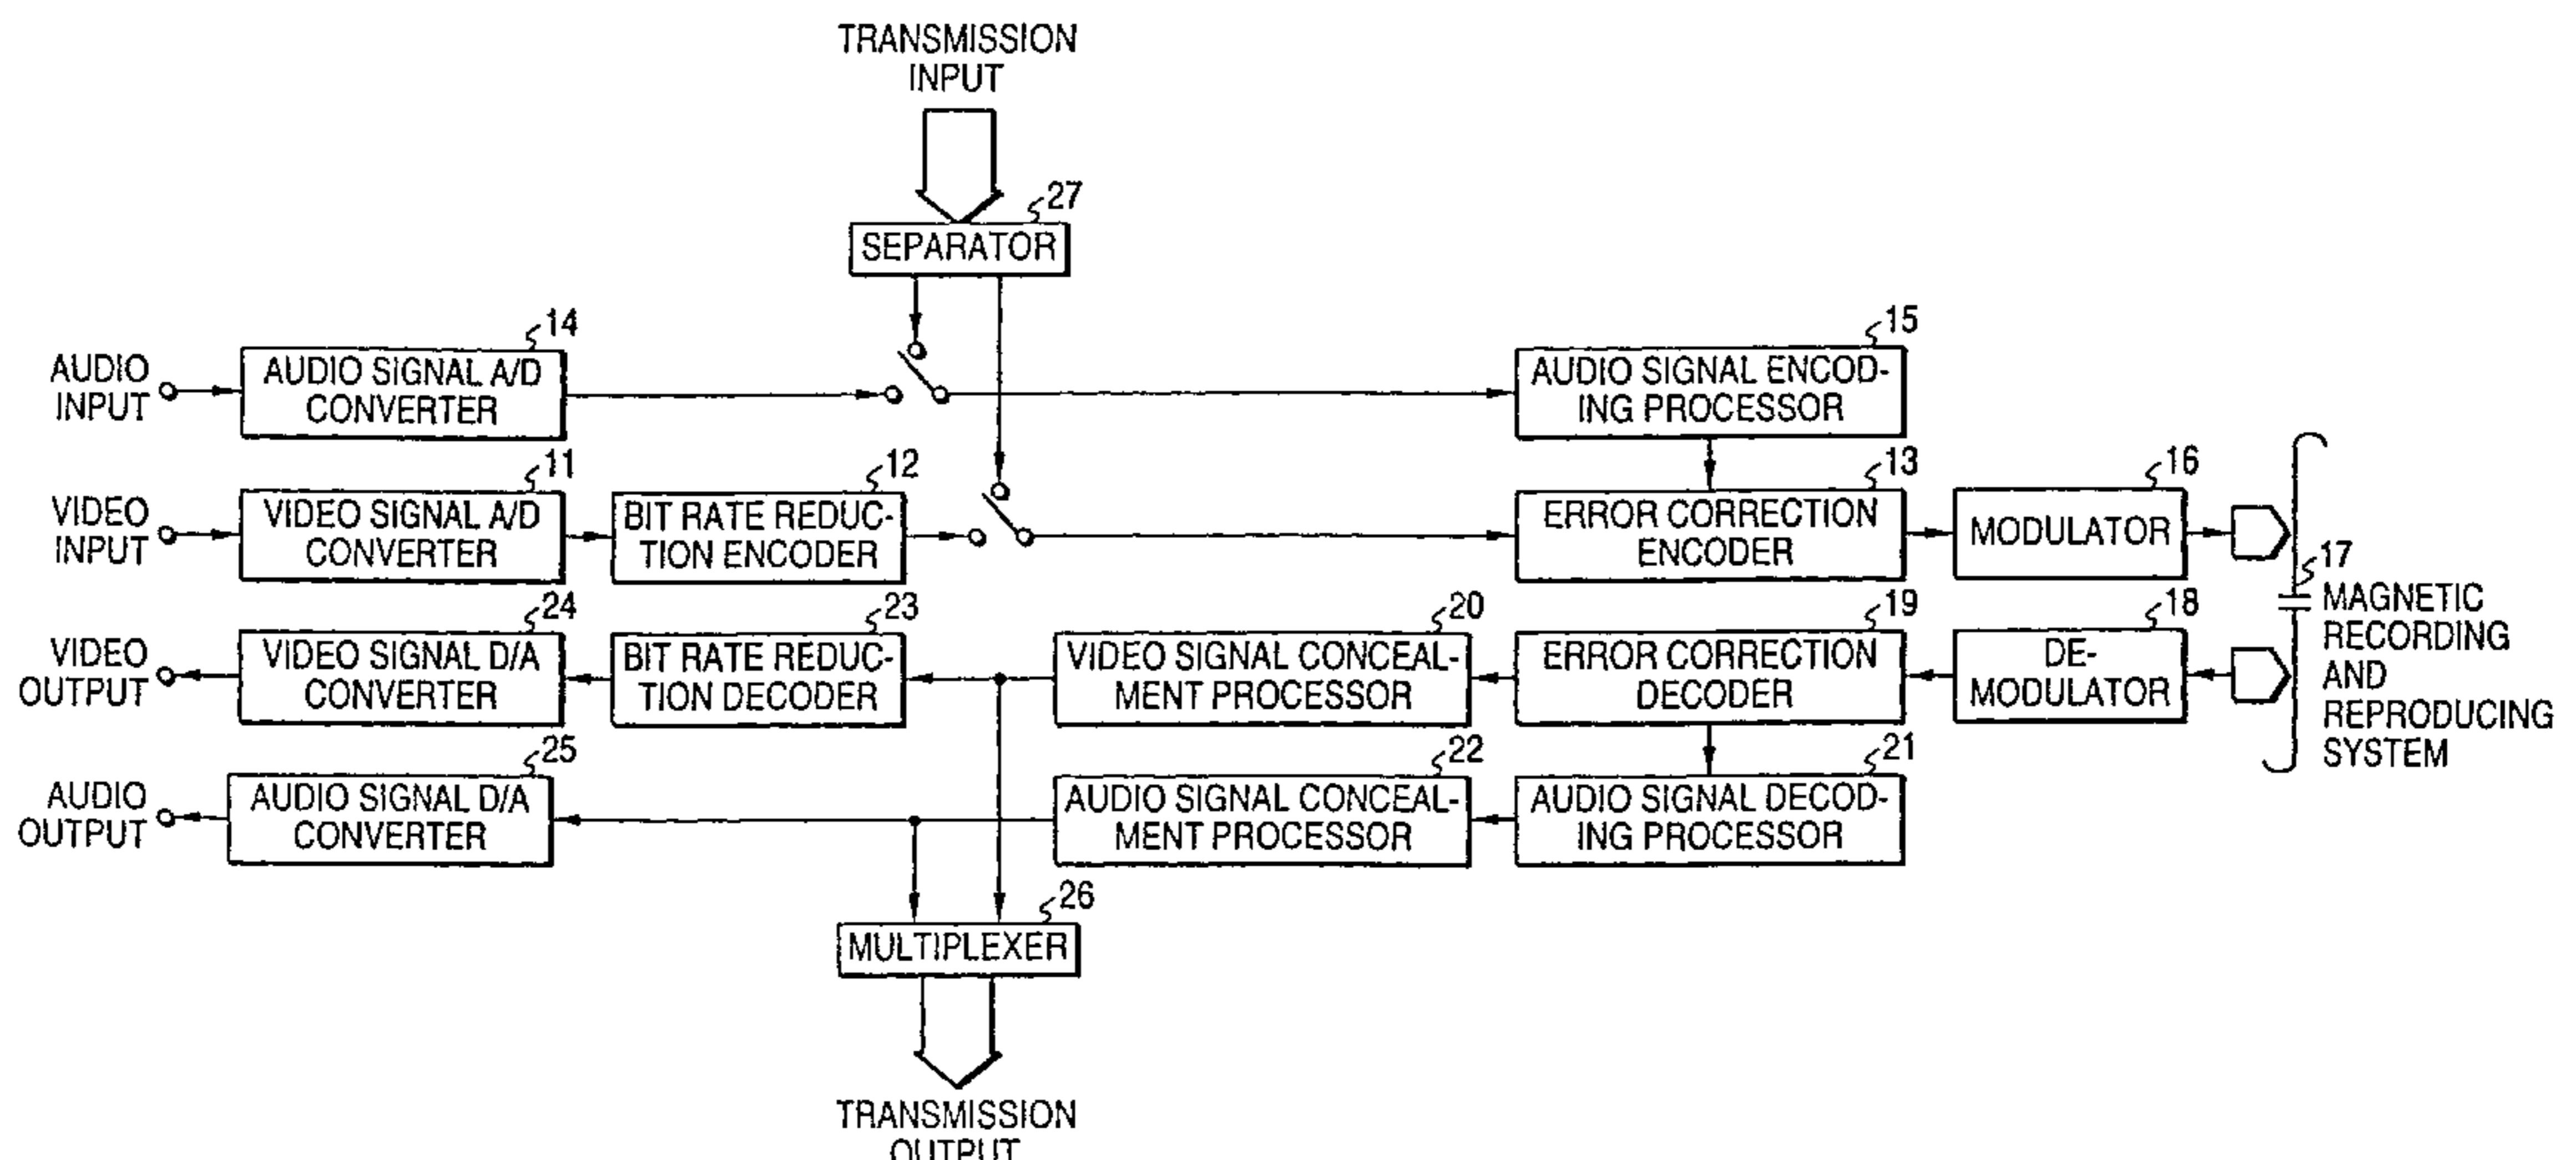 TRANSMISSION
INPUT
27
SEPARATOR
14
AUDIO
INPUT
AUDIO SIGNAL A/D
CONVERTER
15
AUDIO SIGNAL ENCOD-
ING PROCESSOR
11
VIDEO
INPUT
VIDEO SIGNAL A/D
CONVERTER
12
BIT RATE REDUC-
TION ENCODER
13
ERROR CORRECTION
ENCODER
16
MODULATOR
17
MAGNETIC
RECORDING
AND
REPRODUCING
SYSTEM
24
VIDEO
OUTPUT
VIDEO SIGNAL D/A
CONVERTER
23
BIT RATE REDUC-
TION DECODER
20
VIDEO SIGNAL CONCEAL-
MENT PROCESSOR
19
ERROR CORRECTION
DECODER
18
DE-
MODULATOR
25
AUDIO
OUTPUT
AUDIO SIGNAL D/A
CONVERTER
22
AUDIO SIGNAL CONCEAL-
MENT PROCESSOR
21
AUDIO SIGNAL DECOD-
ING PROCESSOR
26
MULTIPLEXER
TRANSMISSION
OUTPUT